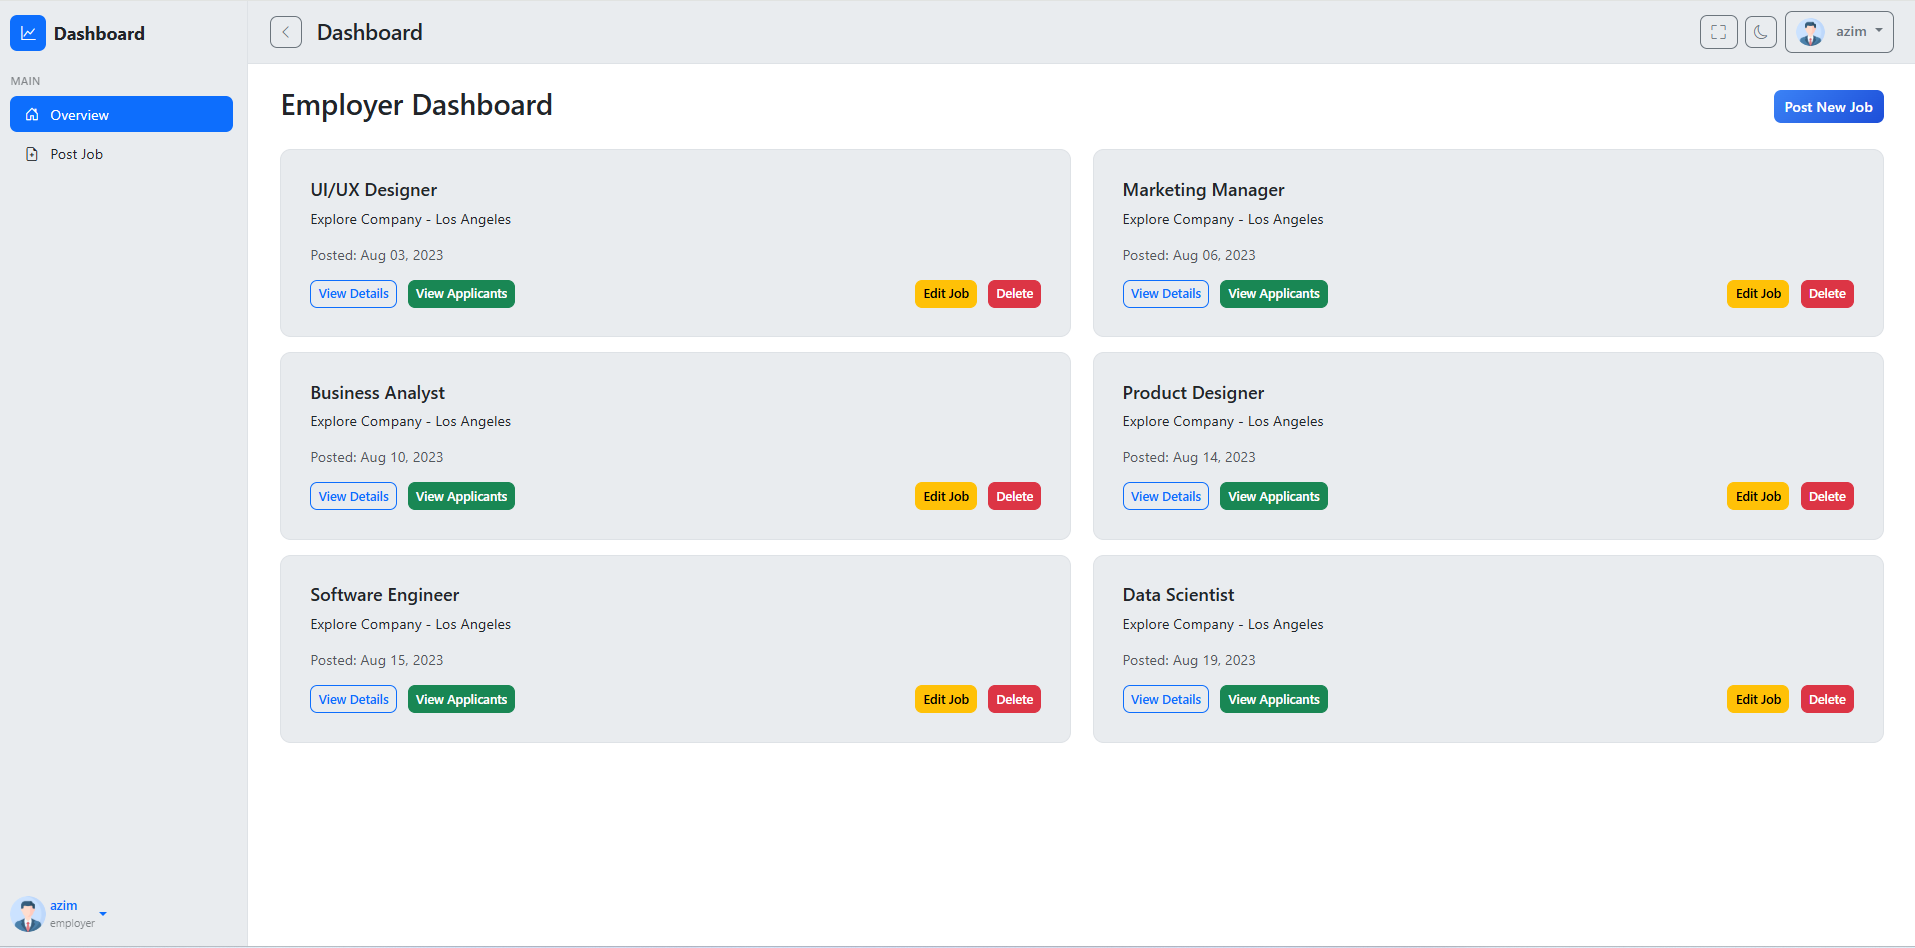 Dashboard
MAIN
Overview
Post Job
azim
employer
Dashboard
azim
Employer Dashboard
Post New Job
UI/UX Designer
Explore Company - Los Angeles
Posted: Aug 03, 2023
View Details View Applicants Edit Job Delete
Marketing Manager
Explore Company - Los Angeles
Posted: Aug 06, 2023
View Details View Applicants Edit Job Delete
Business Analyst
Explore Company - Los Angeles
Posted: Aug 10, 2023
View Details View Applicants Edit Job Delete
Product Designer
Explore Company - Los Angeles
Posted: Aug 14, 2023
View Details View Applicants Edit Job Delete
Software Engineer
Explore Company - Los Angeles
Posted: Aug 15, 2023
View Details View Applicants Edit Job Delete
Data Scientist
Explore Company - Los Angeles
Posted: Aug 19, 2023
View Details View Applicants Edit Job Delete